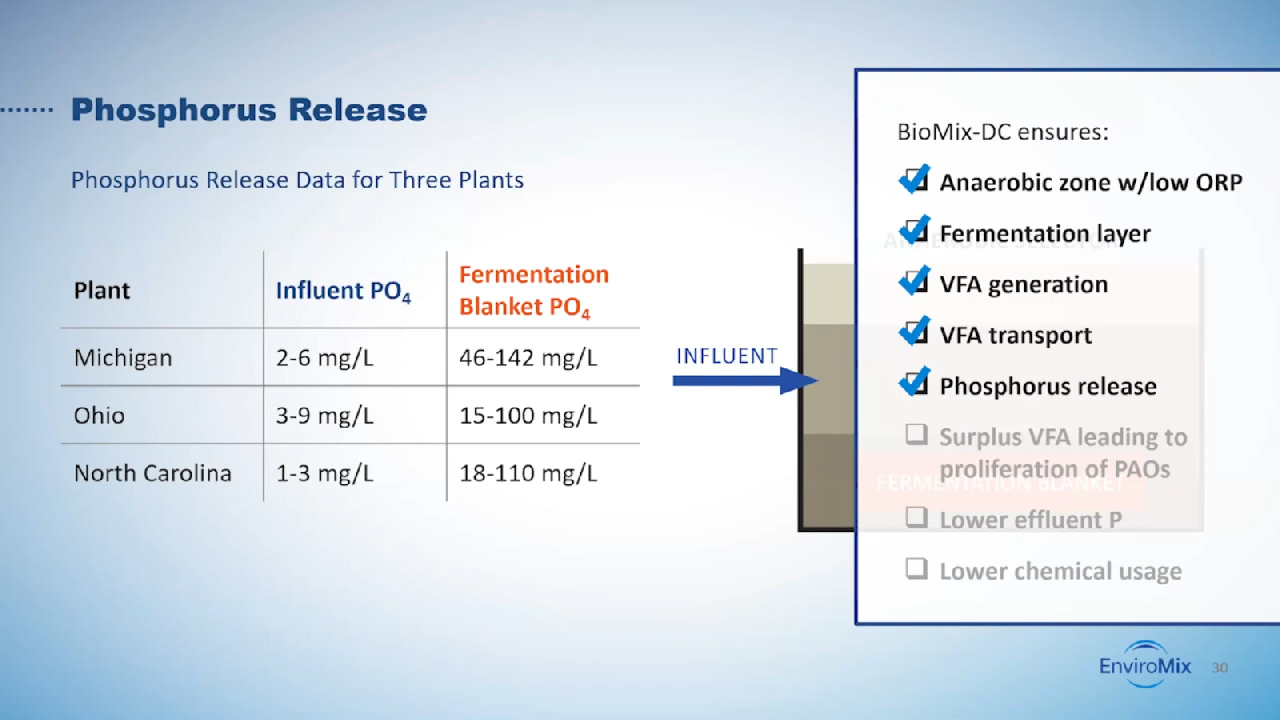 Phosphorus Release
Phosphorus Release Data for Three Plants
Plant Influent PO4 Fermentation
Blanket PO4
Michigan 2-6 mg/L 46-142 mg/L
Ohio 3-9 mg/L 15-100 mg/L
North Carolina 1-3 mg/L 18-110 mg/L
INFLUENT
BioMix-DC ensures:
Anaerobic zone w/low ORP
Fermentation layer
VFA generation
VFA transport
Phosphorus release
Surplus VFA leading to
proliferation of PAOs
FERMENTATION BLANKET
Lower effluent P
Lower chemical usage
EnviroMix 30